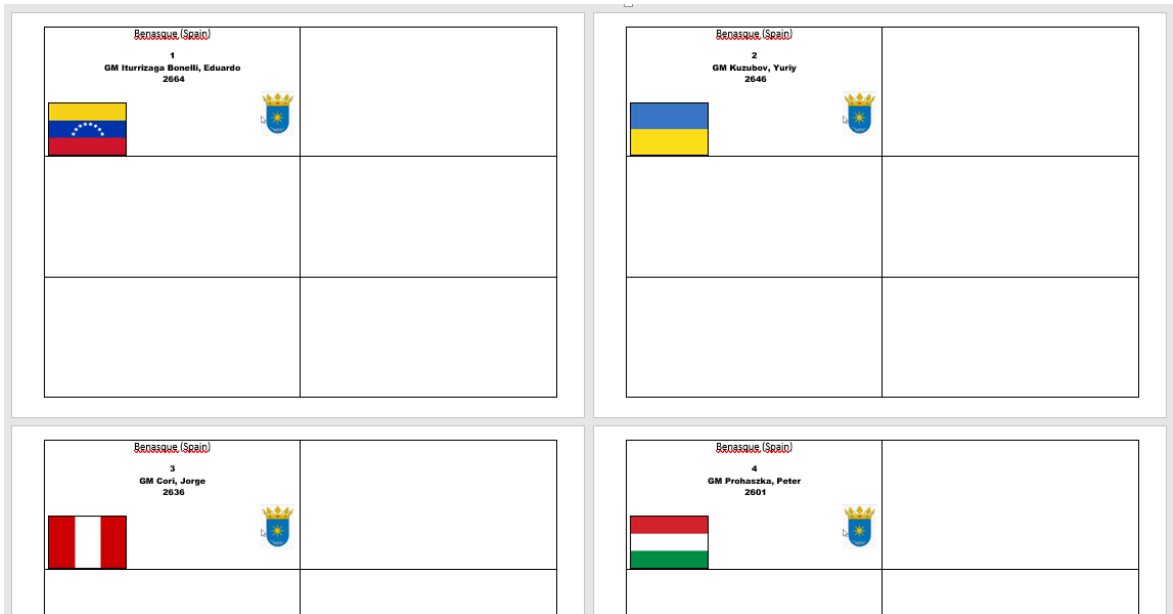 Benasque (Spain)
1
GM Iturrizaga Bonelli, Eduardo
2664
Benasque (Spain)
2
GM Kuzubov, Yuriy
2646
Benasque (Spain)
3
GM Cori, Jorge
2636
Benasque (Spain)
4
GM Prohaszka, Peter
2601